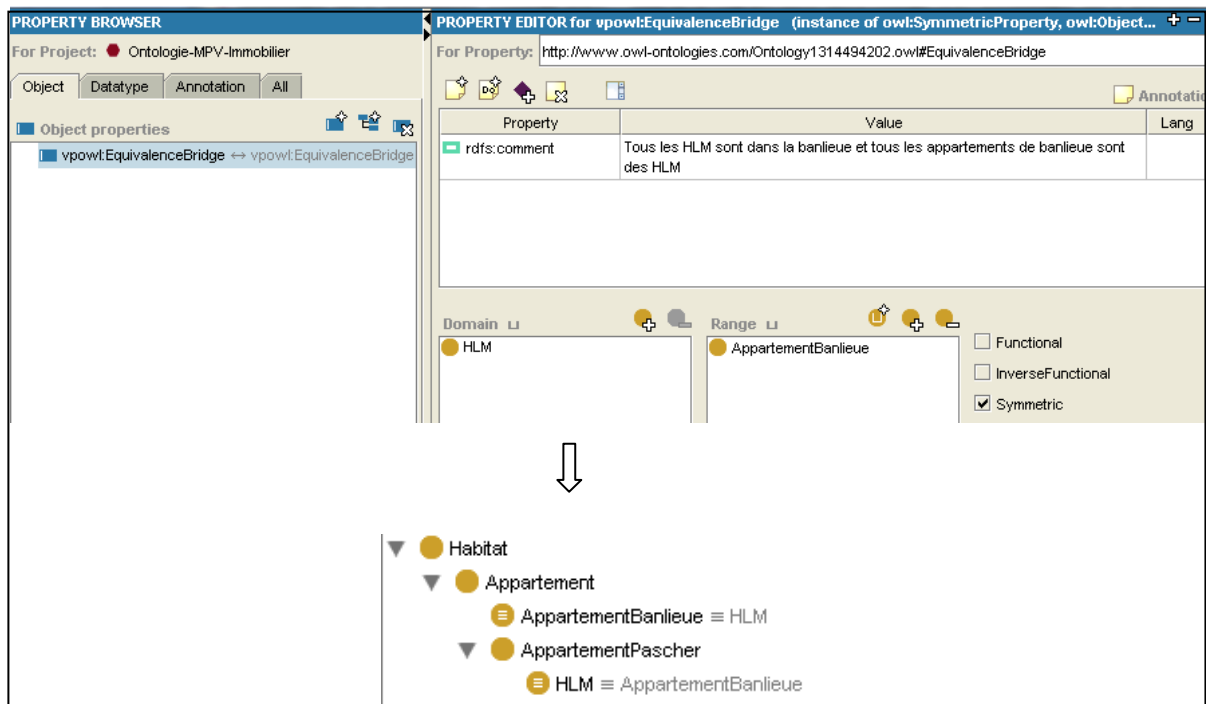 PROPERTY BROWSER
For Project: Ontologie-MPV-Immobilier
Object Datatype Annotation All
Object properties
vpowl:EquivalenceBridge ↔ vpowl:EquivalenceBridge
PROPERTY EDITOR for vpowl:EquivalenceBridge (instance of owl:SymmetricProperty, owl:Object...
For Property: http://www.owl-ontologies.com/Ontology1314494202.owl#EquivalenceBridge
Annotatio
Property Value Lang
rdfs:comment Tous les HLM sont dans la banlieue et tous les appartements de banlieue sont
des HLM
Domain ⊔ Range ⊔
HLM AppartementBanlieue
Functional
InverseFunctional
Symmetric
Habitat
Appartement
AppartementBanlieue ≡ HLM
AppartementPascher
HLM ≡ AppartementBanlieue